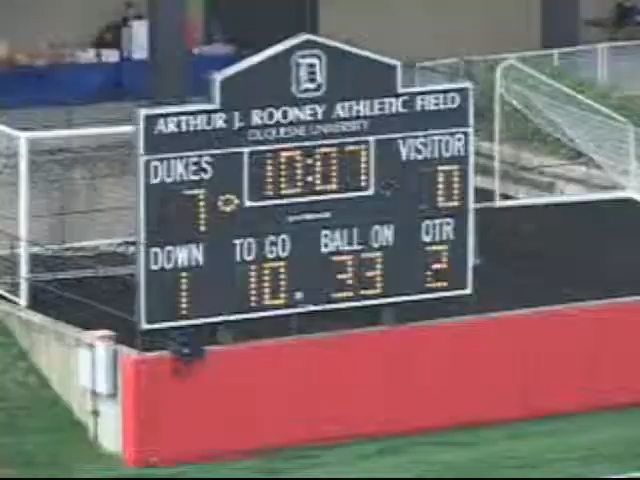 D
ARTHUR J. ROONEY ATHLETIC FIELD
DUQUESNE UNIVERSITY
DUKES 10:07 VISITOR
7 0
DOWN TO GO BALL ON QTR
1 10 33 2